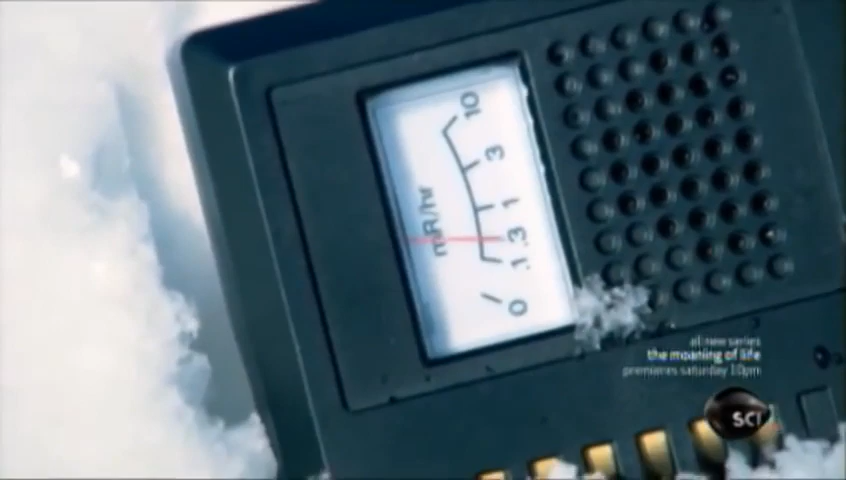 10
3
1
.3
.1
0
mR/hr
all new series
the moaning of life
premieres saturday 10pm
SCI